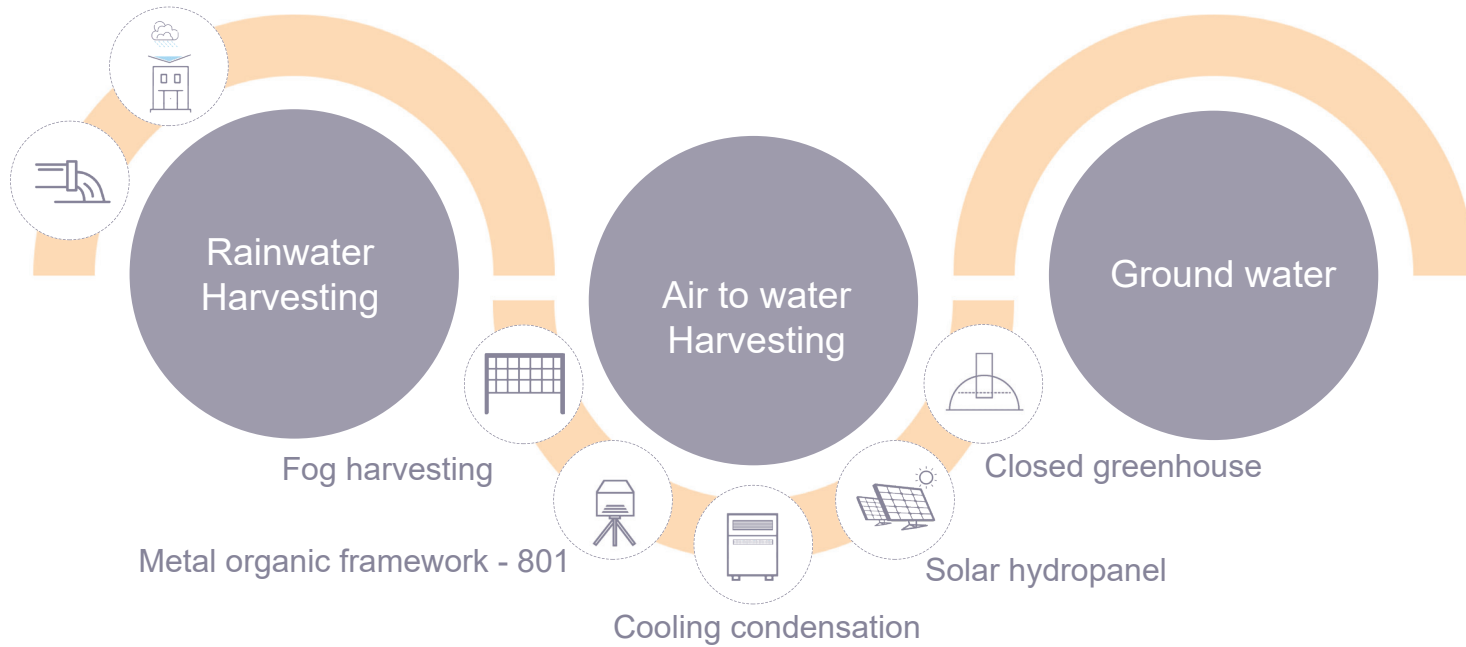 Rainwater
Harvesting
Air to water
Harvesting
Ground water
Fog harvesting
Metal organic framework - 801
Cooling condensation
Solar hydropanel
Closed greenhouse